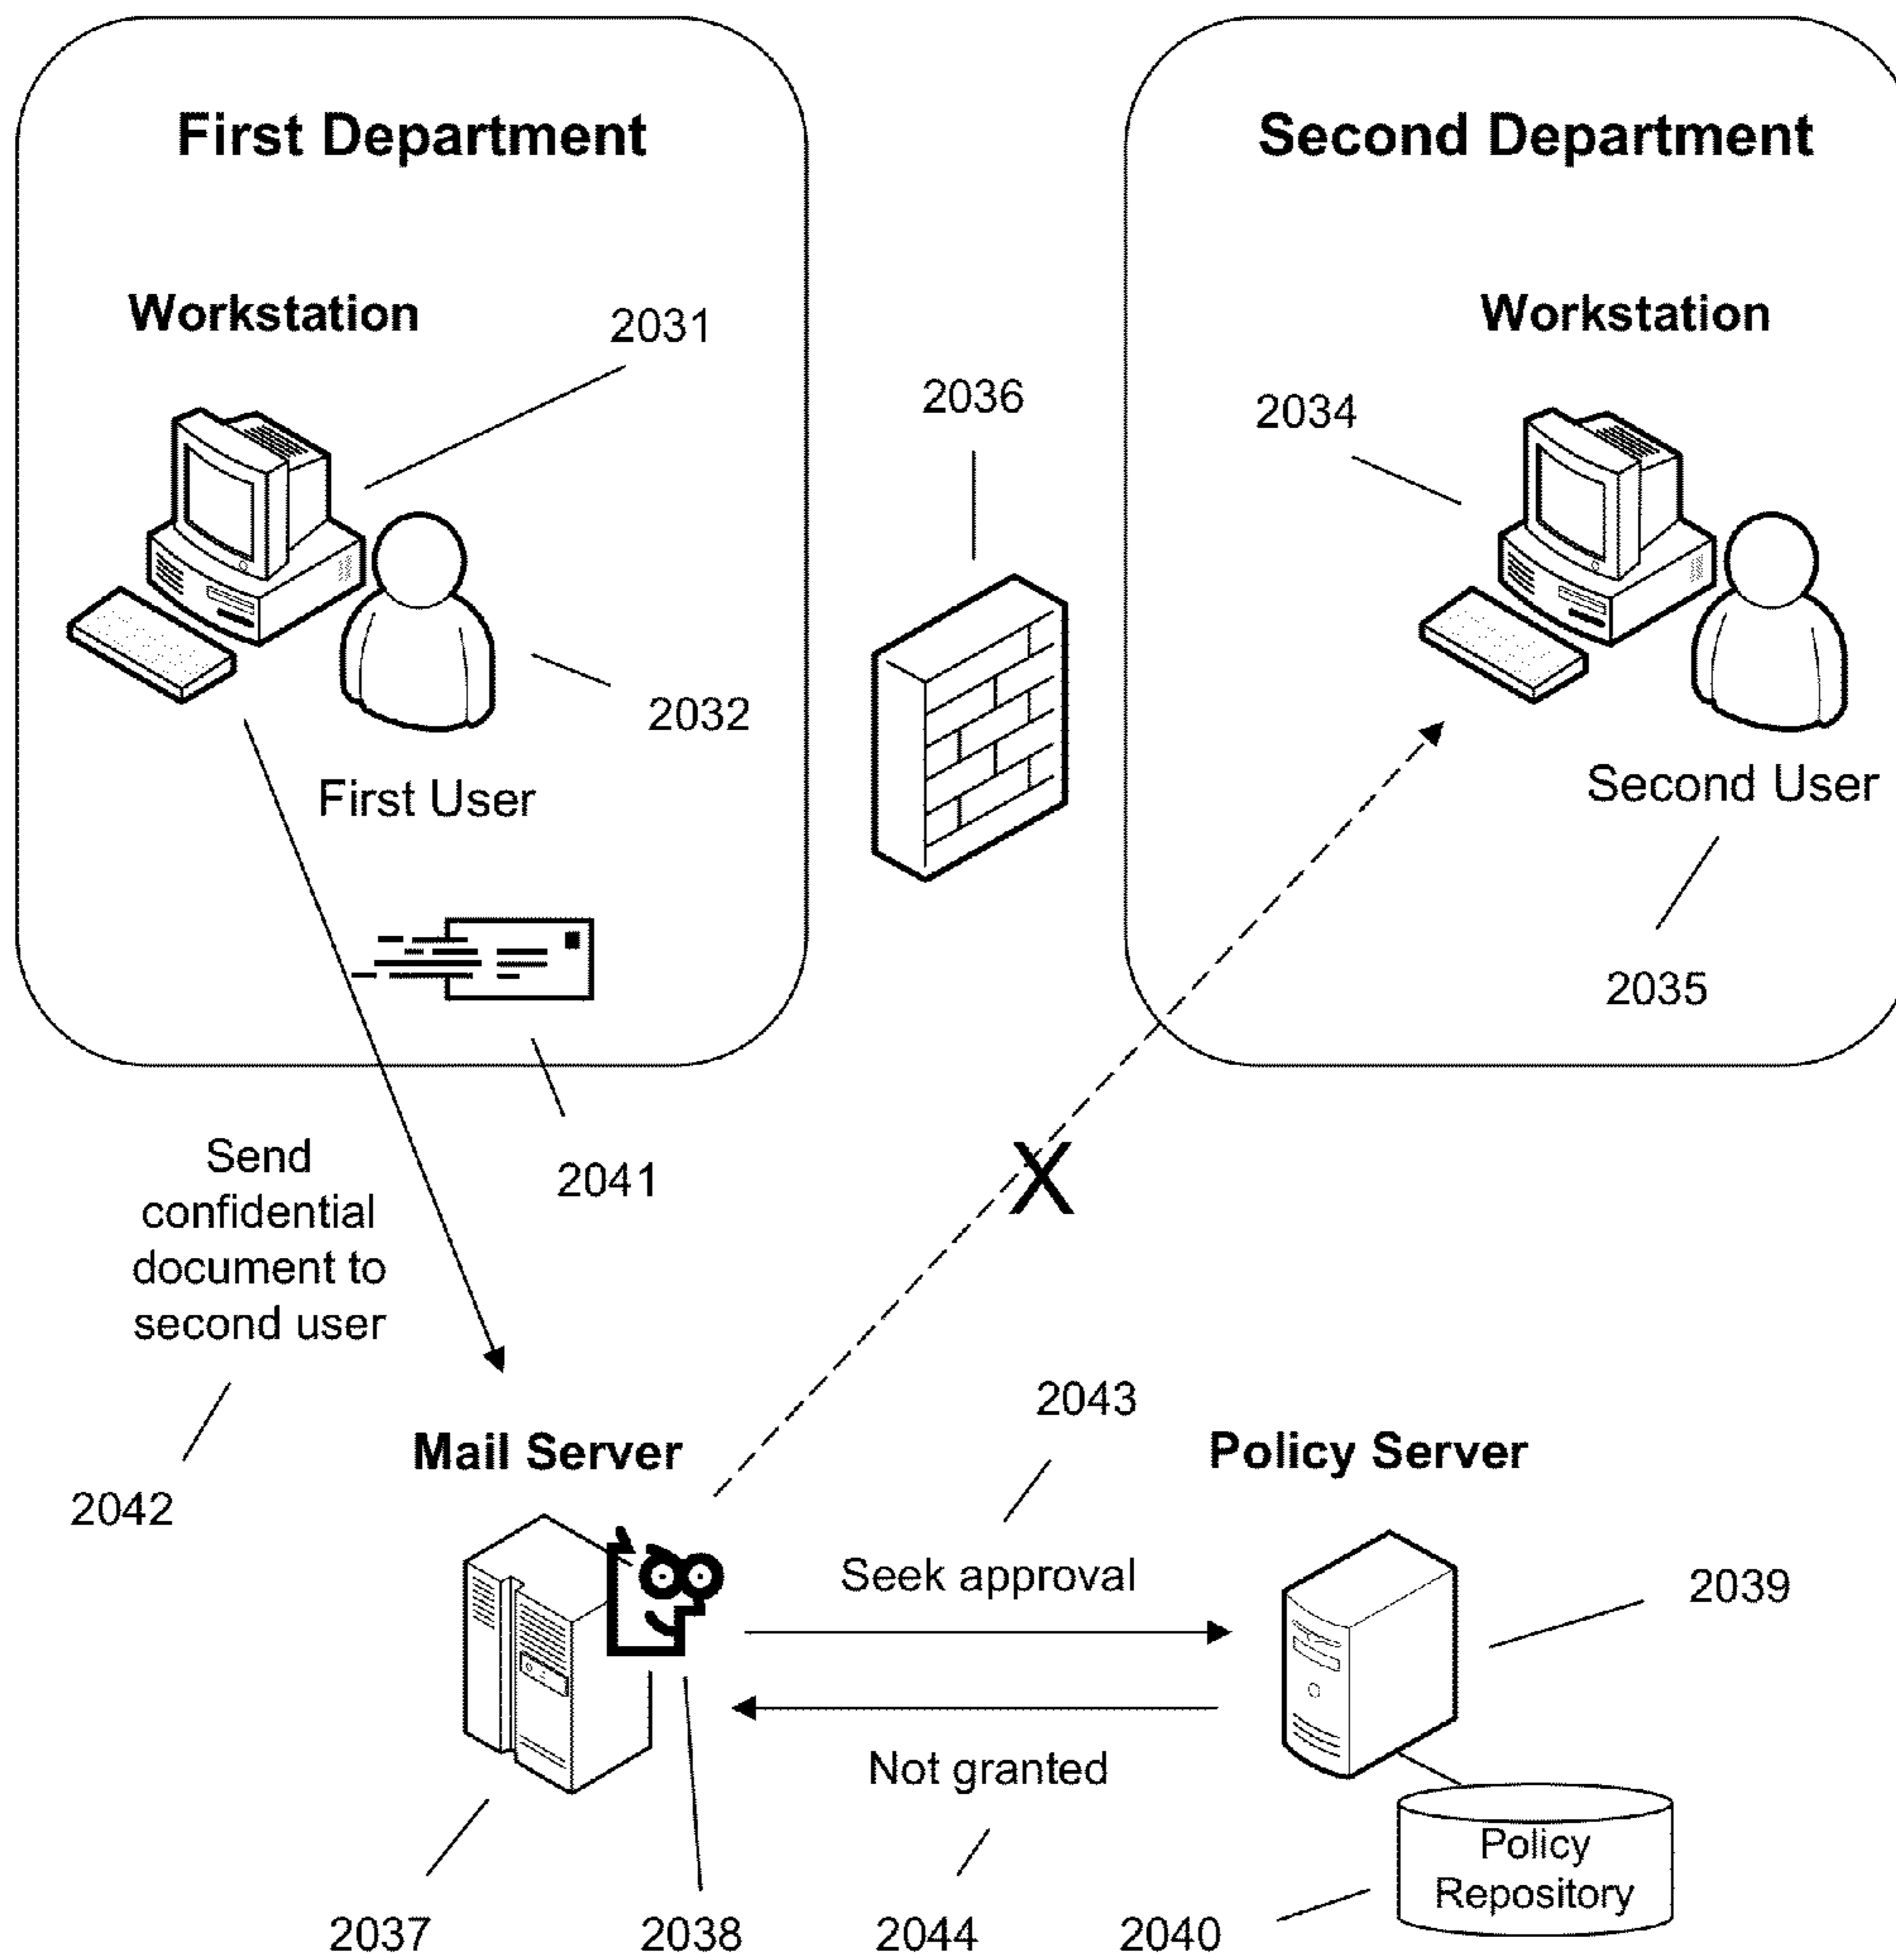 First Department
Second Department
Workstation
2031
Workstation
2036
2034
2032
First User
Second User
2035
2041
Send
confidential
document to
second user
2043
2042
Mail Server
Policy Server
Seek approval
2039
Not granted
Policy
Repository
2037
2038
2044
2040
X